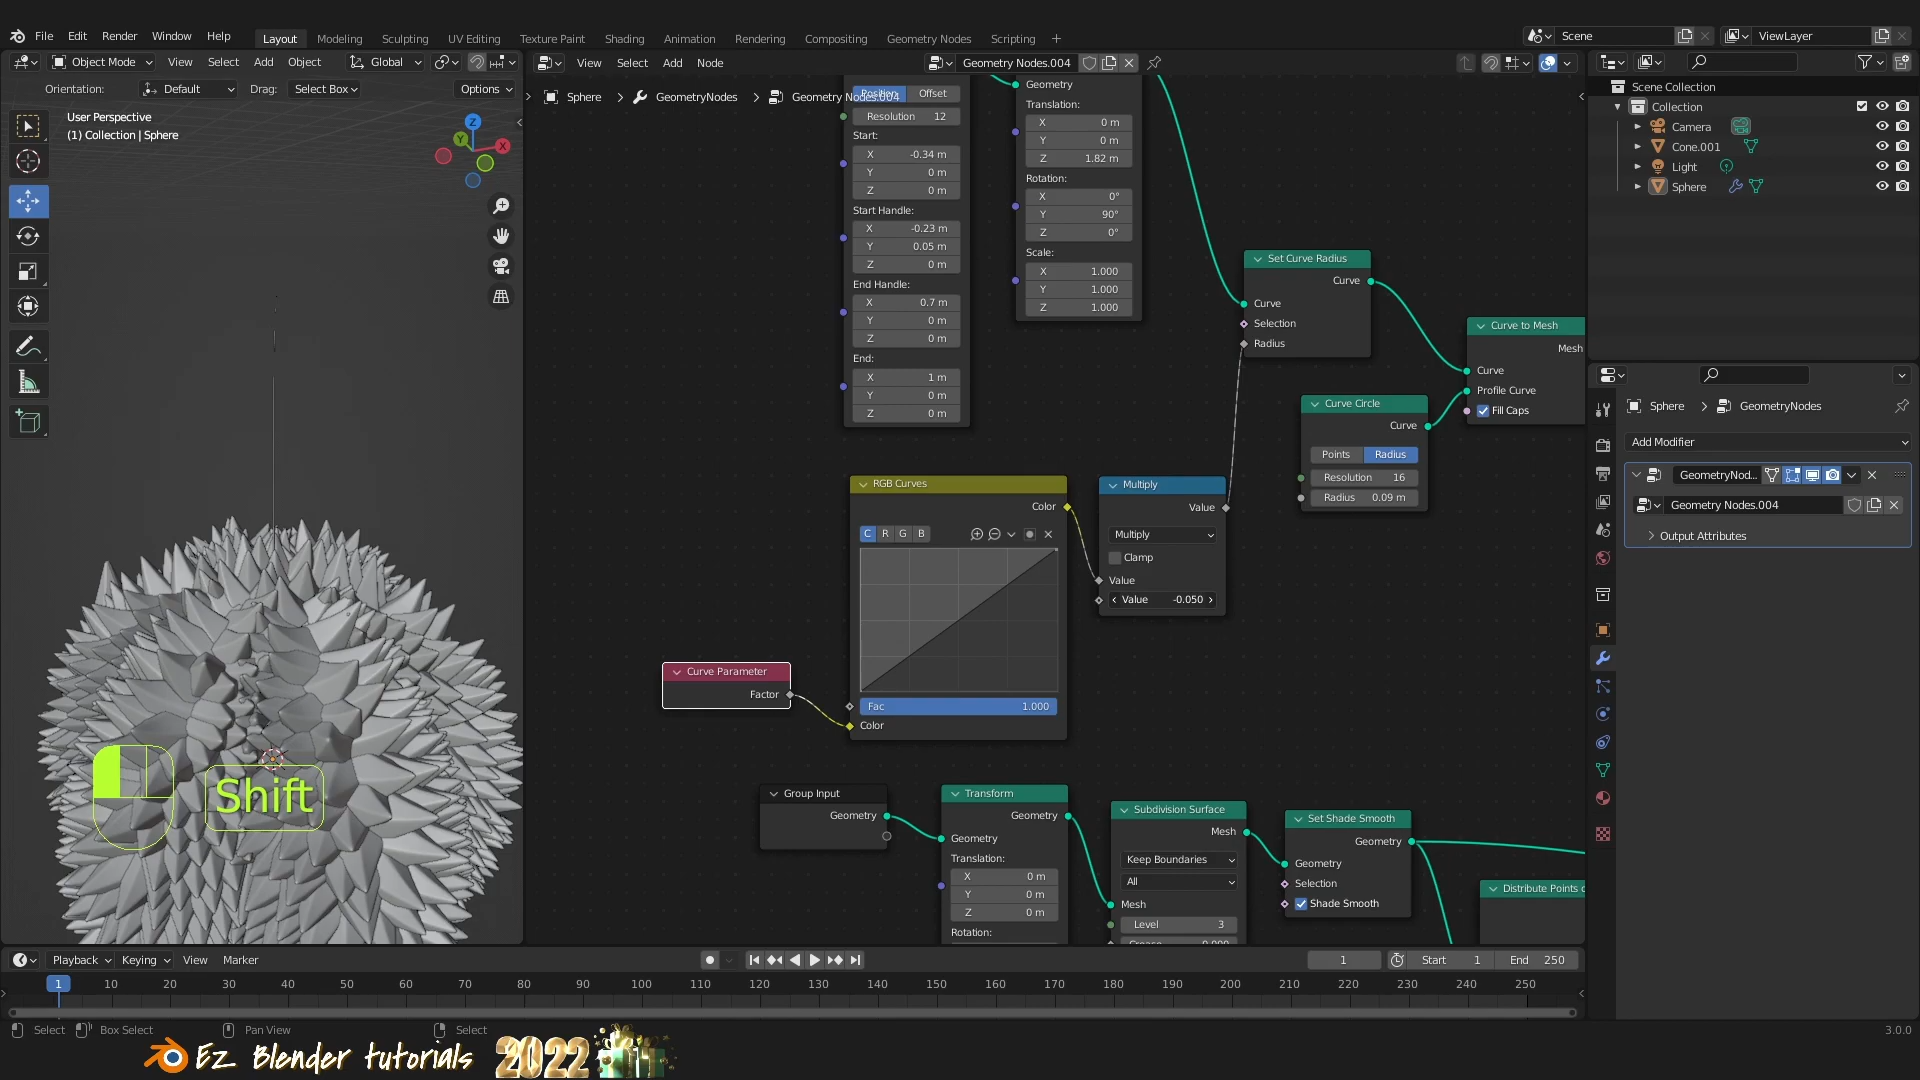 File Edit Render Window Help
Layout Modeling Sculpting UV Editing Texture Paint Shading Animation Rendering Compositing Geometry Nodes Scripting +
Scene ViewLayer
Object Mode View Select Add Object Global
View Select Add Node Geometry Nodes.004
Orientation: Default Drag: Select Box Options
Sphere > GeometryNodes > Geometry Nodes.004
User Perspective
(1) Collection | Sphere
Z
Y
X
Position Offset
Resolution 12
Start:
X -0.34 m
Y 0 m
Z 0 m
Start Handle:
X -0.23 m
Y 0.05 m
Z 0 m
End Handle:
X 0.7 m
Y 0 m
Z 0 m
End:
X 1 m
Y 0 m
Z 0 m
Geometry
Translation:
X 0 m
Y 0 m
Z 1.82 m
Rotation:
X 0°
Y 90°
Z 0°
Scale:
X 1.000
Y 1.000
Z 1.000
Set Curve Radius
Curve
Curve
Selection
Radius
Curve to Mesh
Mesh
Curve
Profile Curve
Fill Caps
Curve Circle
Curve
Points Radius
Resolution 16
Radius 0.09 m
RGB Curves
Color
C R G B
Fac 1.000
Color
Multiply
Value
Multiply
Clamp
Value
Value -0.050
Curve Parameter
Factor
Group Input
Geometry
Transform
Geometry
Geometry
Translation:
X 0 m
Y 0 m
Z 0 m
Rotation:
Subdivision Surface
Mesh
Keep Boundaries
All
Mesh
Level 3
Set Shade Smooth
Geometry
Geometry
Selection
Shade Smooth
Distribute Points o
Shift
Scene Collection
Collection
Camera
Cone.001
Light
Sphere
Sphere > GeometryNodes
Add Modifier
GeometryNod...
Geometry Nodes.004
Output Attributes
Playback Keying View Marker
1 Start 1 End 250
1 10 20 30 40 50 60 70 80 90 100 110 120 130 140 150 160 170 180 190 200 210 220 230 240 250
Select Box Select Pan View Select 3.0.0
Ez Blender tutorials 2022